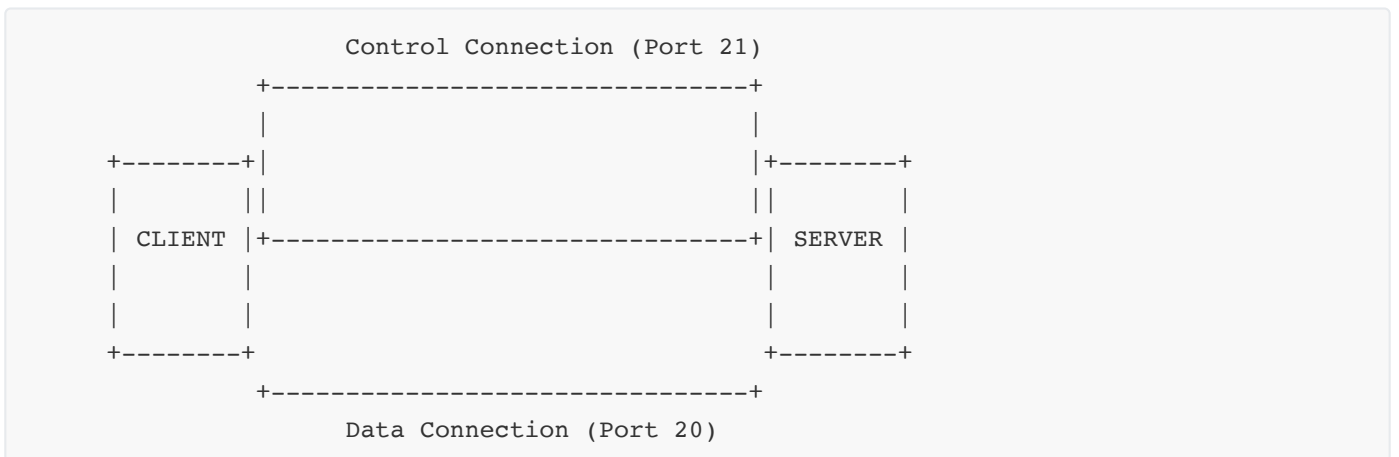 Control Connection (Port 21)
+--------------------------------+
|                                |
+---------+|                                |+---------+
|         ||                                ||         |
| CLIENT |+--------------------------------+| SERVER |
|         |                                  |         |
|         |                                  |         |
+---------+                                  +---------+
+--------------------------------+
Data Connection (Port 20)